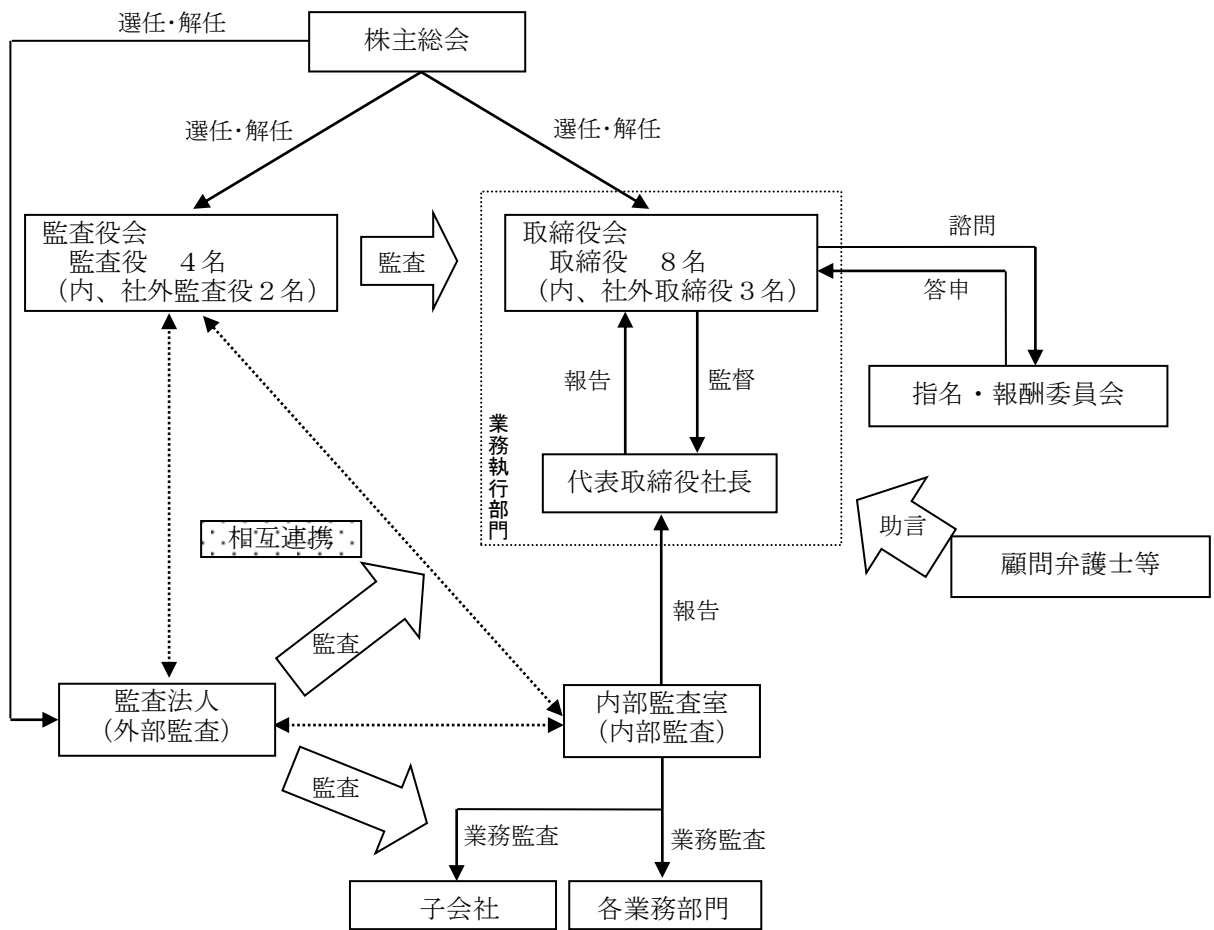 選任・解任
株主総会
選任・解任
選任・解任
監査役会
監査役　４名
（内、社外監査役２名）
監査
取締役会
取締役　８名
（内、社外取締役３名）
諮問
答申
報告
監督
指名・報酬委員会
業務執行部門
代表取締役社長
相互連携
助言
顧問弁護士等
監査
報告
監査法人
（外部監査）
内部監査室
（内部監査）
監査
業務監査
業務監査
子会社
各業務部門